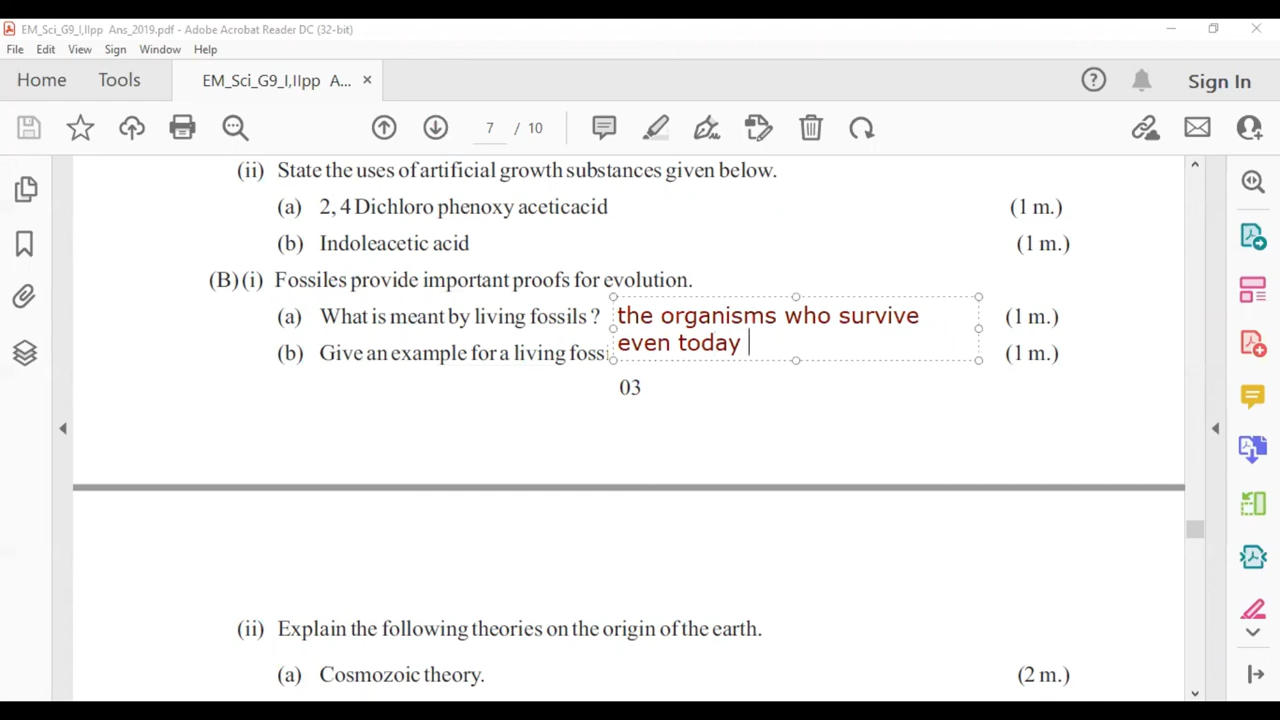 EM_Sci_G9_I,IIpp Ans_2019.pdf - Adobe Acrobat Reader DC (32-bit)
File Edit View Sign Window Help
Home Tools EM_Sci_G9_I,IIpp A... × Sign In
7 / 10
(ii) State the uses of artificial growth substances given below.
(a) 2, 4 Dichloro phenoxy aceticacid (1 m.)
(b) Indoleacetic acid (1 m.)
(B) (i) Fossiles provide important proofs for evolution.
(a) What is meant by living fossils ? the organisms who survive (1 m.)
even today
(b) Give an example for a living foss (1 m.)
03
(ii) Explain the following theories on the origin of the earth.
(a) Cosmozoic theory. (2 m.)